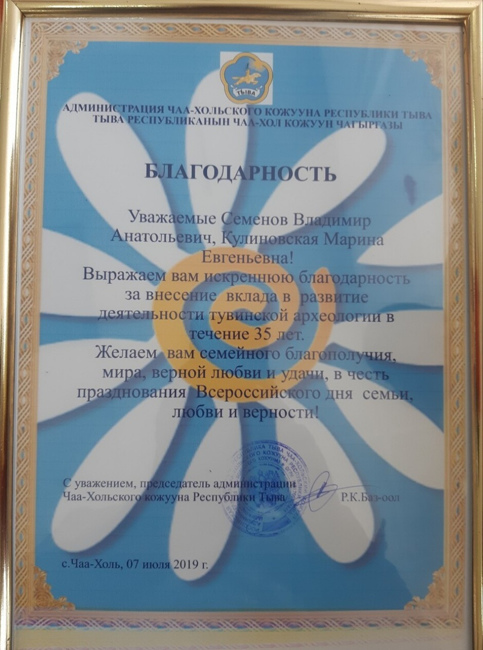 ТЫВА
АДМИНИСТРАЦИЯ ЧАА-ХОЛЬСКОГО КОЖУУНА РЕСПУБЛИКИ ТЫВА
ТЫВА РЕСПУБЛИКАНЫН ЧАА-ХОЛ КОЖУУН ЧАГЫРГАЗЫ
БЛАГОДАРНОСТЬ
Уважаемые Семенов Владимир
Анатольевич, Кулиновская Марина
Евгеньевна!
Выражаем вам искреннюю благодарность
за внесение вклада в развитие
деятельности тувинской археологии в
течение 35 лет.
Желаем вам семейного благополучия,
мира, верной любви и удачи, в честь
празднования Всероссийского дня семьи,
любви и верности!
С уважением, председатель администрации
Чаа-Хольского кожууна Республики Тыва Р.К.Баз-оол
с.Чаа-Холь, 07 июля 2019 г.